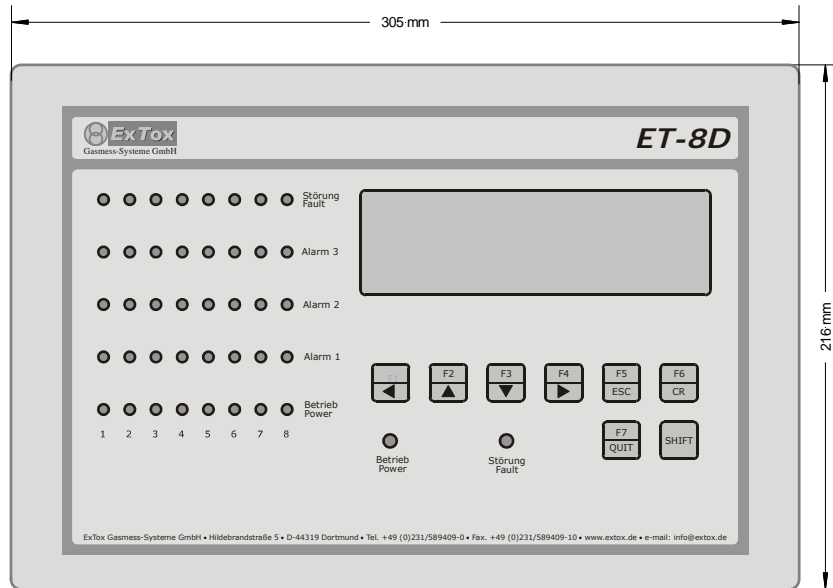 305 mm
ExTox
Gasmess-Systeme GmbH
ET-8D
Störung
Fault
Alarm 3
Alarm 2
Alarm 1
Betrieb
Power
1 2 3 4 5 6 7 8
F1 F2 F3 F4 F5 F6
ESC CR
F7
QUIT
SHIFT
Betrieb
Power
Störung
Fault
216 mm
ExTox Gasmess-Systeme GmbH • Hildebrandstraße 5 • D-44319 Dortmund • Tel. +49 (0)231/589409-0 • Fax. +49 (0)231/589409-10 • www.extox.de • e-mail: info@extox.de